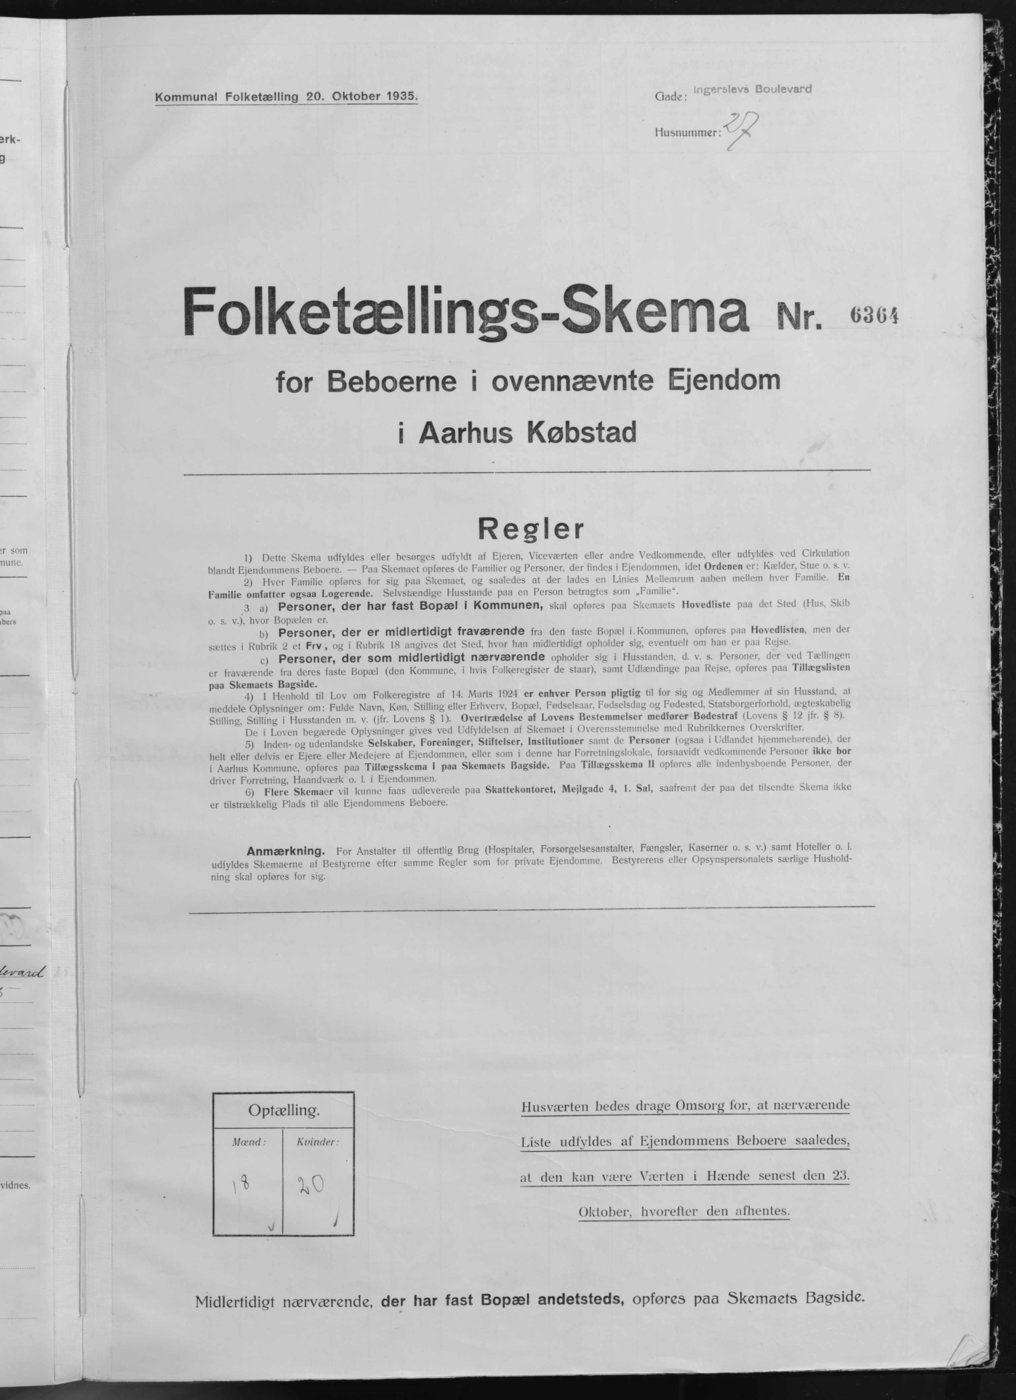 Kommunal Folketælling 20. Oktober 1935.
Gade: Ingerslevs Boulevard
Husnummer: 27
Folketællings-Skema Nr. 6364
for Beboerne i ovennævnte Ejendom
i Aarhus Købstad
Regler
1) Dette Skema udfyldes eller besørges udfyldt af Ejeren, Viceværten eller andre Vedkommende, eller udfyldes ved Cirkulation
blandt Ejendommens Beboere. — Paa Skemaet opføres de Familier og Personer, der findes i Ejendommen, idet Ordenen er: Kælder, Stue o. s. v.
2) Hver Familie opføres for sig paa Skemaet, og saaledes at der lades en Linies Mellemrum aaben mellem hver Familie. En
Familie omfatter ogsaa Logerende. Selvstændige Husstande paa en Person betragtes som „Familie“.
3 a) Personer, der har fast Bopæl i Kommunen, skal opføres paa Skemaets Hovedliste paa det Sted (Hus, Skib
o. s. v.), hvor Bopælen er.
b) Personer, der er midlertidigt fraværende fra den faste Bopæl i Kommunen, opføres paa Hovedlisten, men der
sættes i Rubrik 2 et Frv, og i Rubrik 18 angives det Sted, hvor han midlertidigt opholder sig, eventuelt om han er paa Rejse.
c) Personer, der som midlertidigt nærværende opholder sig i Husstanden, d. v. s. Personer, der ved Tællingen
er fraværende fra deres faste Bopæl (den Kommune, i hvis Folkeregister de staar), samt Udlændinge paa Rejse, opføres paa Tillægslisten
paa Skemaets Bagside.
4) I Henhold til Lov om Folkeregistre af 14. Marts 1924 er enhver Person pligtig til for sig og Medlemmer af sin Husstand, at
meddele Oplysninger om: Fulde Navn, Køn, Stilling eller Erhverv, Bopæl, Fødselsaar, Fødselsdag og Fødested, Statsborgerforhold, ægteskabelig
Stilling, Stilling i Husstanden m. v. (jfr. Lovens § 1). Overtrædelse af Lovens Bestemmelser medfører Bødestraf (Lovens § 12 jfr. § 8).
De i Loven begærede Oplysninger gives ved Udfyldelsen af Skemaet i Overensstemmelse med Rubrikkernes Overskrifter.
5) Inden- og udenlandske Selskaber, Foreninger, Stiftelser, Institutioner samt de Personer (ogsaa i Udlandet hjemmehørende), der
helt eller delvis er Ejere eller Medejere af Ejendommen, eller som i denne har Forretningslokale, forsaavidt vedkommende Personer ikke bor
i Aarhus Kommune, opføres paa Tillægsskema I paa Skemaets Bagside. Paa Tillægsskema II opføres alle indenbysboende Personer, der
driver Forretning, Haandværk o. l. i Ejendommen.
6) Flere Skemaer vil kunne faas udleverede paa Skattekontoret, Mejlgade 4, 1. Sal, saafremt der paa det tilsendte Skema ikke
er tilstrækkelig Plads til alle Ejendommens Beboere.
Anmærkning. For Anstalter til offentlig Brug (Hospitaler, Forsørgelsesanstalter, Fængsler, Kaserner o. s. v.) samt Hoteller o. l.
udfyldes Skemaerne af Bestyrerne efter samme Regler som for private Ejendomme. Bestyrerens eller Opsynspersonalets særlige Hushold-
ning skal opføres for sig.
Optælling.
Mænd: Kvinder:
18 20
Husværten bedes drage Omsorg for, at nærværende
Liste udfyldes af Ejendommens Beboere saaledes,
at den kan være Værten i Hænde senest den 23.
Oktober, hvorefter den afhentes.
Midlertidigt nærværende, der har fast Bopæl andetsteds, opføres paa Skemaets Bagside.